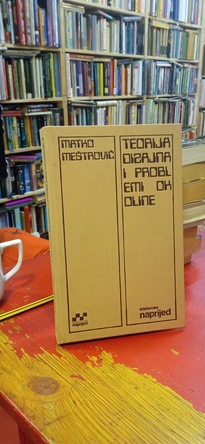 MATKO
MEŠTROVIĆ
TEORIJA
DIZAJNA
I PROBL
EMI OK
OLINE
naprijed
biblioteka
naprijed